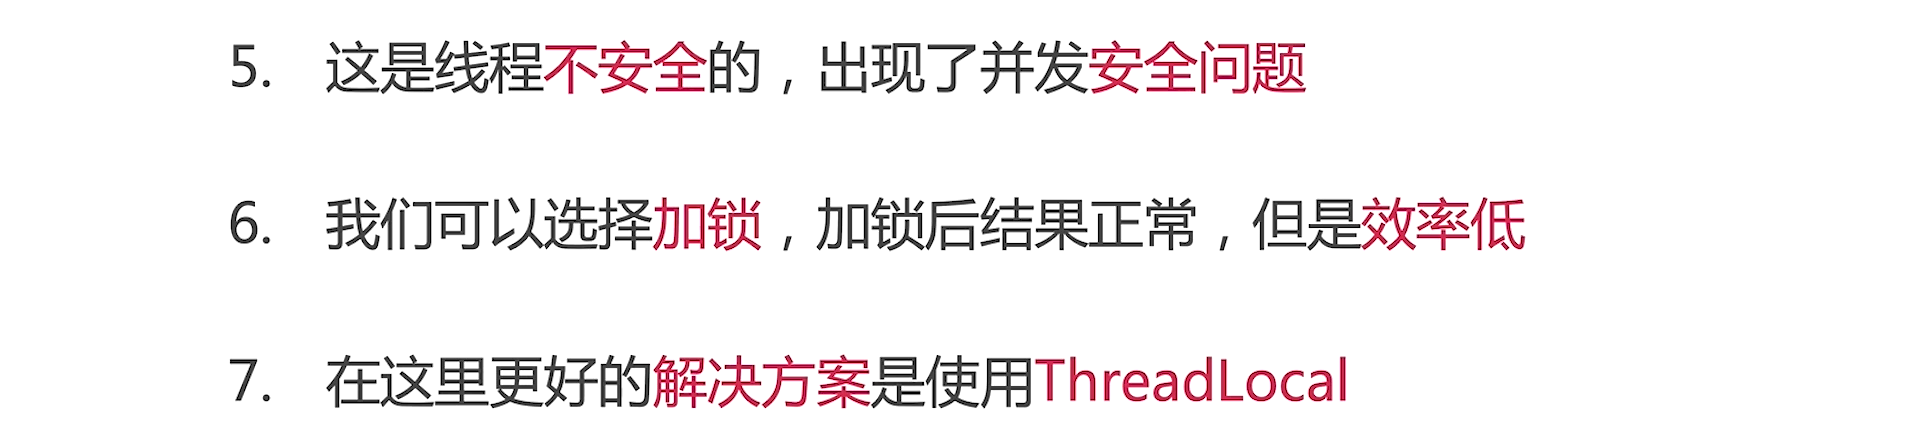 5. 这是线程不安全的，出现了并发安全问题
6. 我们可以选择加锁，加锁后结果正常，但是效率低
7. 在这里更好的解决方案是使用ThreadLocal